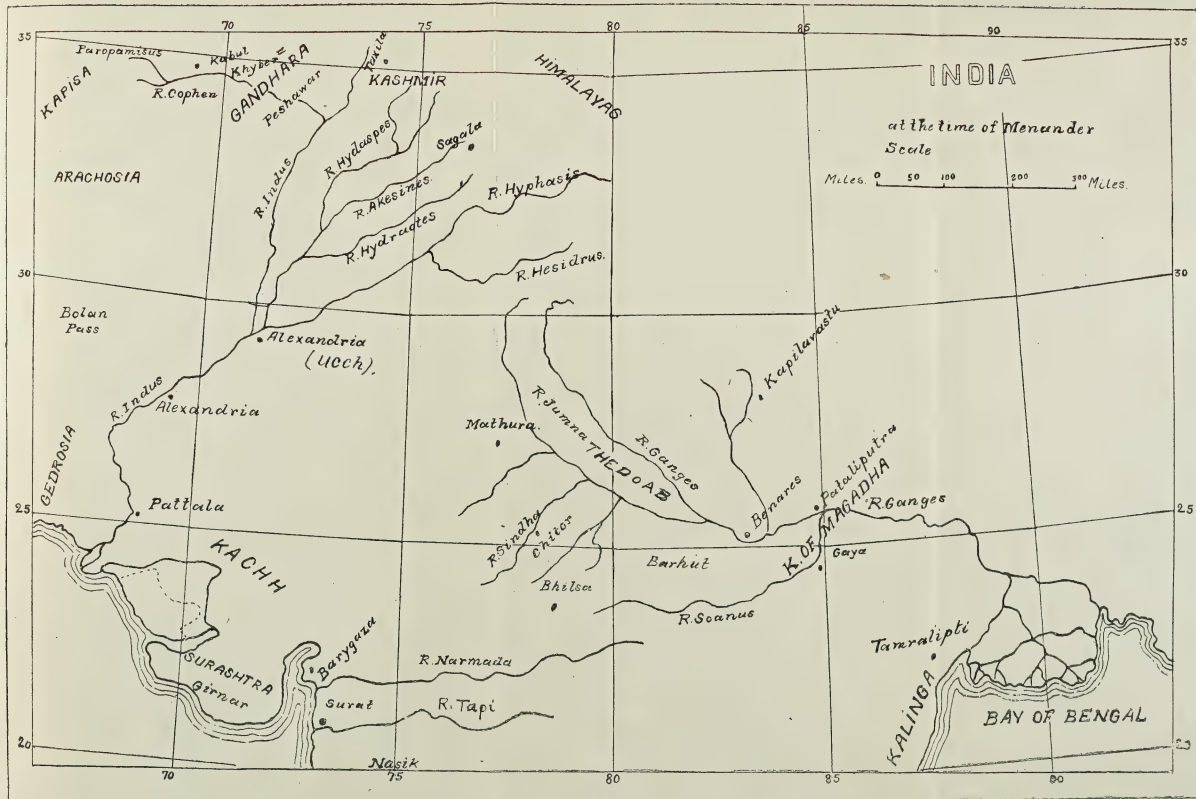 70
75
80
90
35
35
Paropamisus
Kabul
Khyber
Taxila
KAPISA
R. Cophen
GANDHARA
Peshawar
KASHMIR
HIMALAYAS
INDIA
at the time of Menander
Scale
Miles. 0 50 100 200 300 Miles.
ARACHOSIA
R. Indus
R. Hydaspes
Sagala
R. Akesines.
R. Hyphasis
R. Hydraotes
R. Hesidrus.
30
30
Bolan
Pass
Alexandria
(Ucch).
R. Indus
Alexandria
Kapilavastu
Mathura.
R. Jumna
THE DOAB
R. Ganges
GEDROSIA
Pattala
25
25
Benares
Pataliputra
K. OF MAGADHA
R. Ganges
R. Sindha
Chitor
Barhut
Gaya
KACHH
Bhilsa
R. Soanus
Tamralipti
Barygaza
R. Narmada
SURASHTRA
Girnar
Surat
R. Tapi
KALINGA
BAY OF BENGAL
20
20
Nasik
70
75
80
85
90